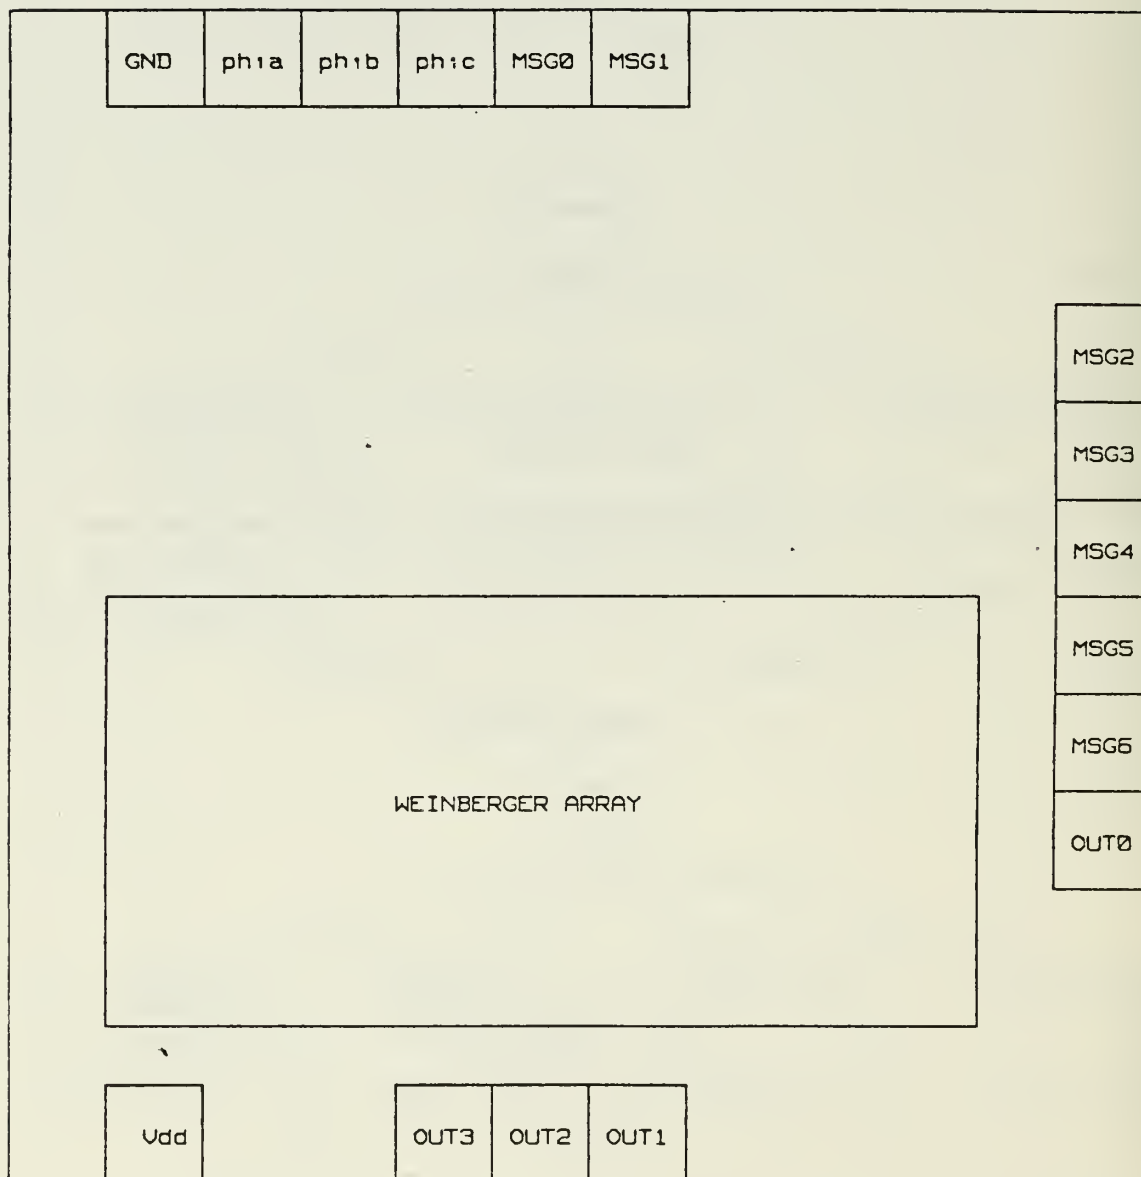 GND phia phib phic MSG0 MSG1
MSG2
MSG3
MSG4
MSG5
MSG6
WEINBERGER ARRAY
OUT0
Vdd OUT3 OUT2 OUT1